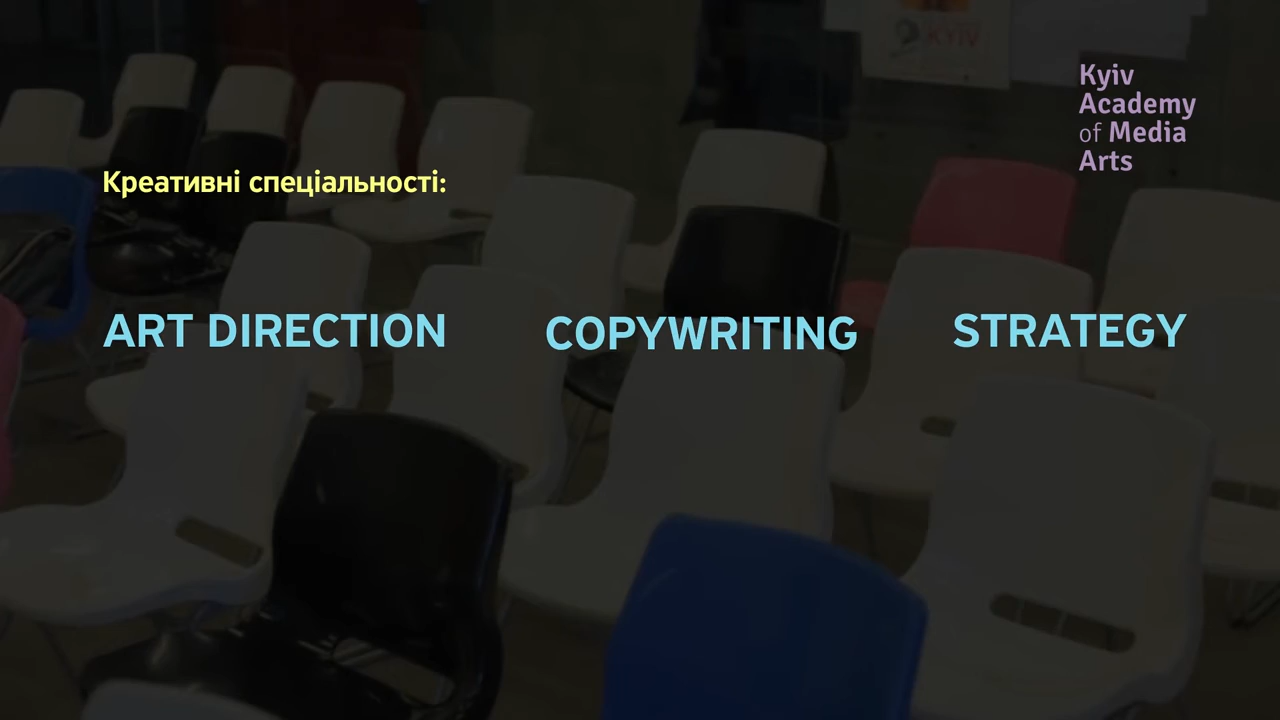 Kyiv
Academy
of Media
Arts
Креативні спеціальності:
ART DIRECTION
COPYWRITING
STRATEGY